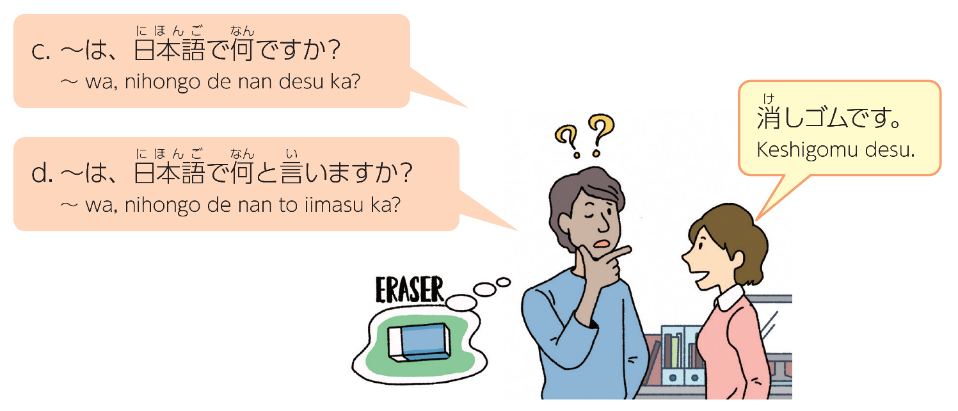 にほんご なん
c. ～は、日本語で何ですか？
～ wa, nihongo de nan desu ka?
にほんご なん い
d. ～は、日本語で何と言いますか？
～ wa, nihongo de nan to iimasu ka?
??
け
消しゴムです。
Keshigomu desu.
ERASER